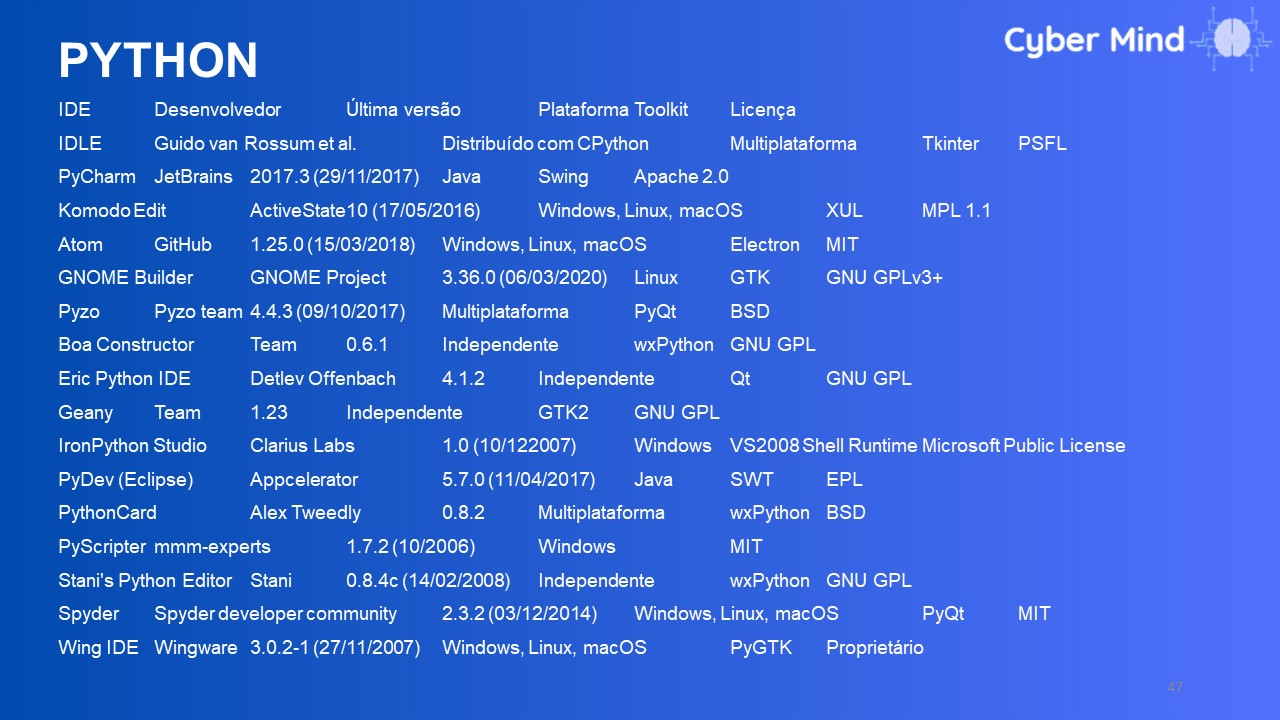 Cyber Mind
PYTHON
IDE Desenvolvedor Última versão Plataforma Toolkit Licença
IDLE Guido van Rossum et al. Distribuído com CPython Multiplataforma Tkinter PSFL
PyCharm JetBrains 2017.3 (29/11/2017) Java Swing Apache 2.0
Komodo Edit ActiveState 10 (17/05/2016) Windows, Linux, macOS XUL MPL 1.1
Atom GitHub 1.25.0 (15/03/2018) Windows, Linux, macOS Electron MIT
GNOME Builder GNOME Project 3.36.0 (06/03/2020) Linux GTK GNU GPLv3+
Pyzo Pyzo team 4.4.3 (09/10/2017) Multiplataforma PyQt BSD
Boa Constructor Team 0.6.1 Independente wxPython GNU GPL
Eric Python IDE Detlev Offenbach 4.1.2 Independente Qt GNU GPL
Geany Team 1.23 Independente GTK2 GNU GPL
IronPython Studio Clarius Labs 1.0 (10/122007) Windows VS2008 Shell Runtime Microsoft Public License
PyDev (Eclipse) Appcelerator 5.7.0 (11/04/2017) Java SWT EPL
PythonCard Alex Tweedly 0.8.2 Multiplataforma wxPython BSD
PyScripter mmm-experts 1.7.2 (10/2006) Windows MIT
Stani's Python Editor Stani 0.8.4c (14/02/2008) Independente wxPython GNU GPL
Spyder Spyder developer community 2.3.2 (03/12/2014) Windows, Linux, macOS PyQt MIT
Wing IDE Wingware 3.0.2-1 (27/11/2007) Windows, Linux, macOS PyGTK Proprietário
47